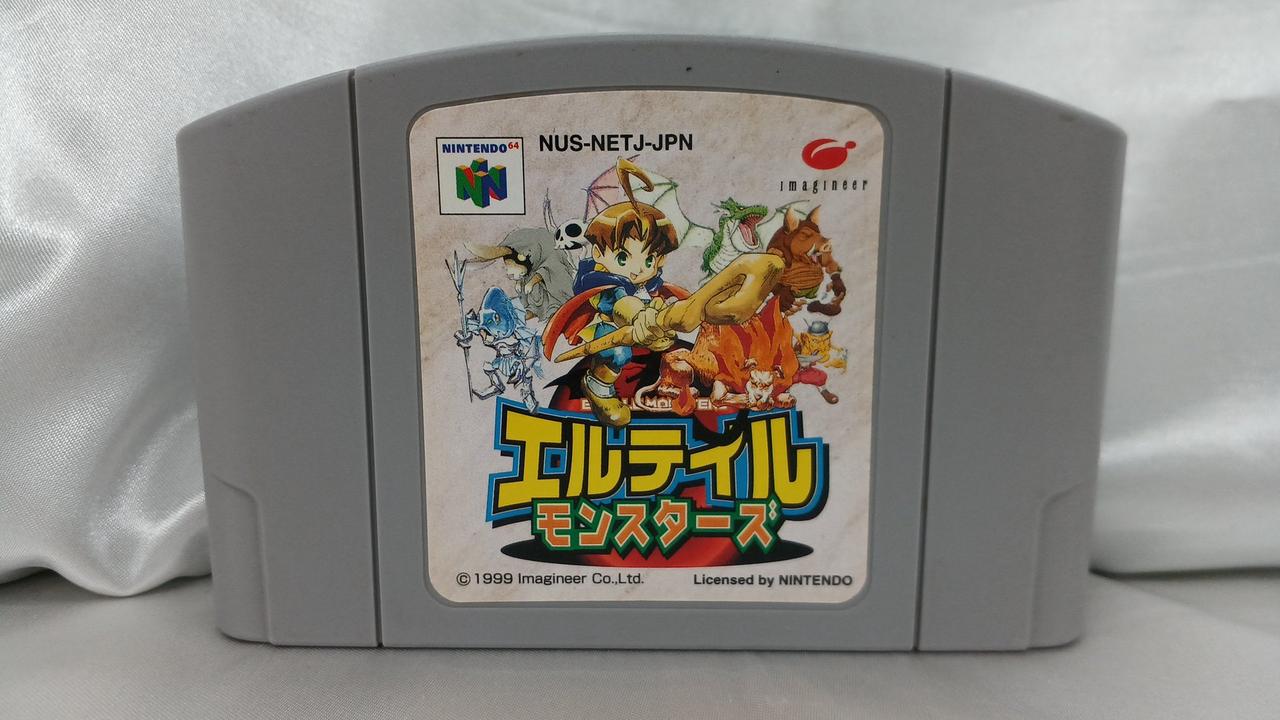 NINTENDO64
NUS-NETJ-JPN
imagineer
エルテイル
モンスターズ
© 1999 Imagineer Co.,Ltd.
Licensed by NINTENDO